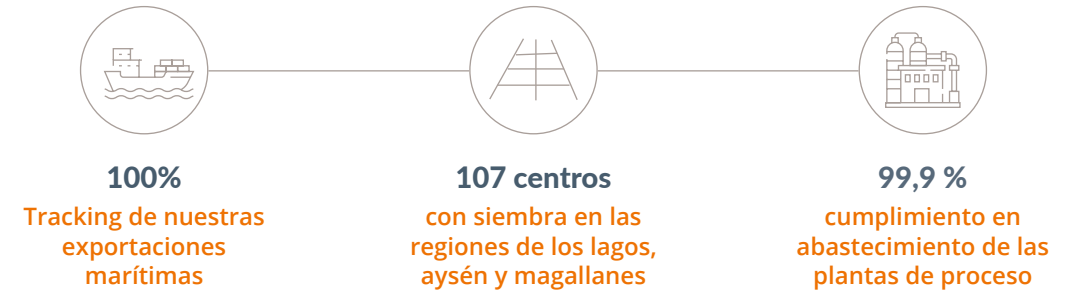 100%
Tracking de nuestras
exportaciones
marítimas
107 centros
con siembra en las
regiones de los lagos,
aysén y magallanes
99,9 %
cumplimiento en
abastecimiento de las
plantas de proceso